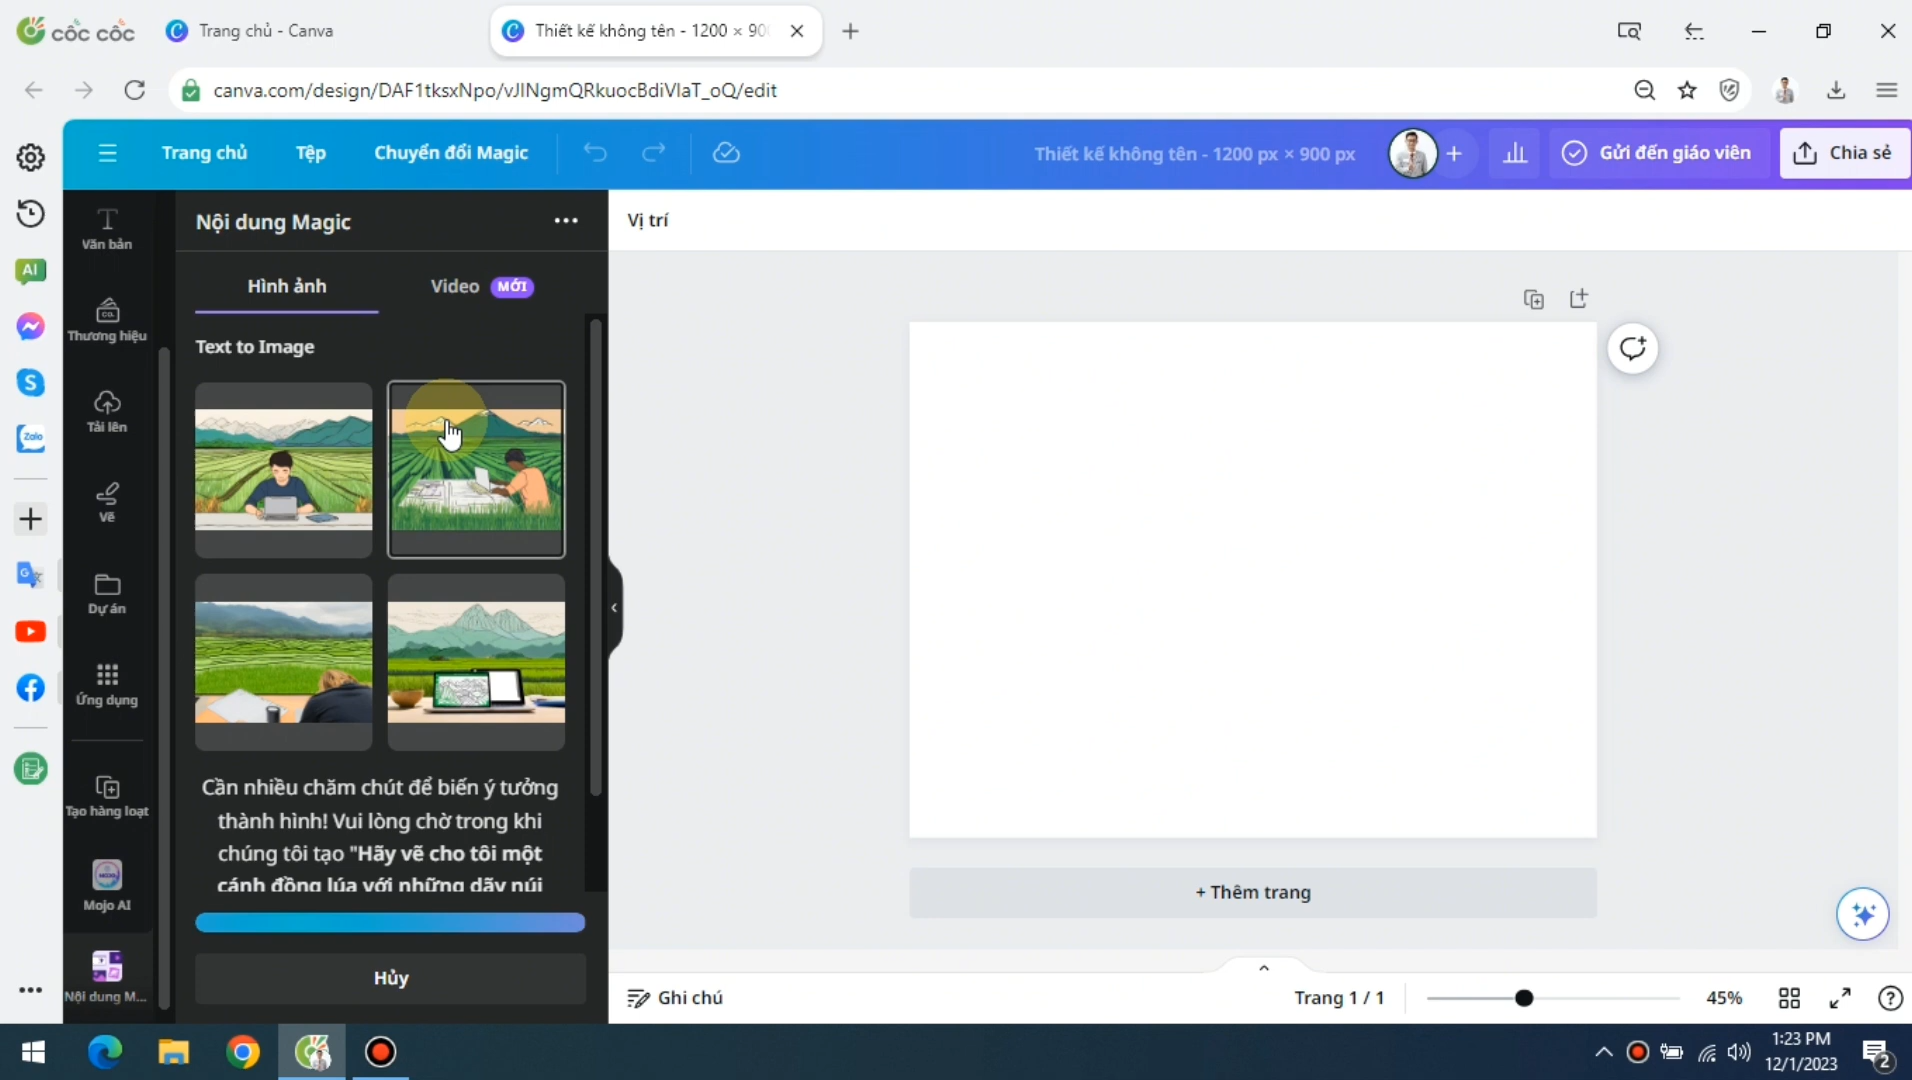 cốc cốc
Trang chủ - Canva
Thiết kế không tên - 1200 × 90
canva.com/design/DAF1tksxNpo/vJINgmQRkuocBdiVlaT_oQ/edit
Trang chủ
Tệp
Chuyển đổi Magic
Thiết kế không tên - 1200 px × 900 px
Gửi đến giáo viên
Chia sẻ
AI
S
Zalo
Văn bản
CO.
Thương hiệu
Tải lên
Vẽ
Dự án
Ứng dụng
Tạo hàng loạt
Mojo AI
Nội dung M...
Nội dung Magic
Hình ảnh
Video MỚI
Text to Image
Cần nhiều chăm chút để biến ý tưởng
thành hình! Vui lòng chờ trong khi
chúng tôi tạo "Hãy vẽ cho tôi một
cánh đồng lúa với những dãy núi
Hủy
Vị trí
+ Thêm trang
Ghi chú
Trang 1 / 1
45%
1:23 PM
12/1/2023
2